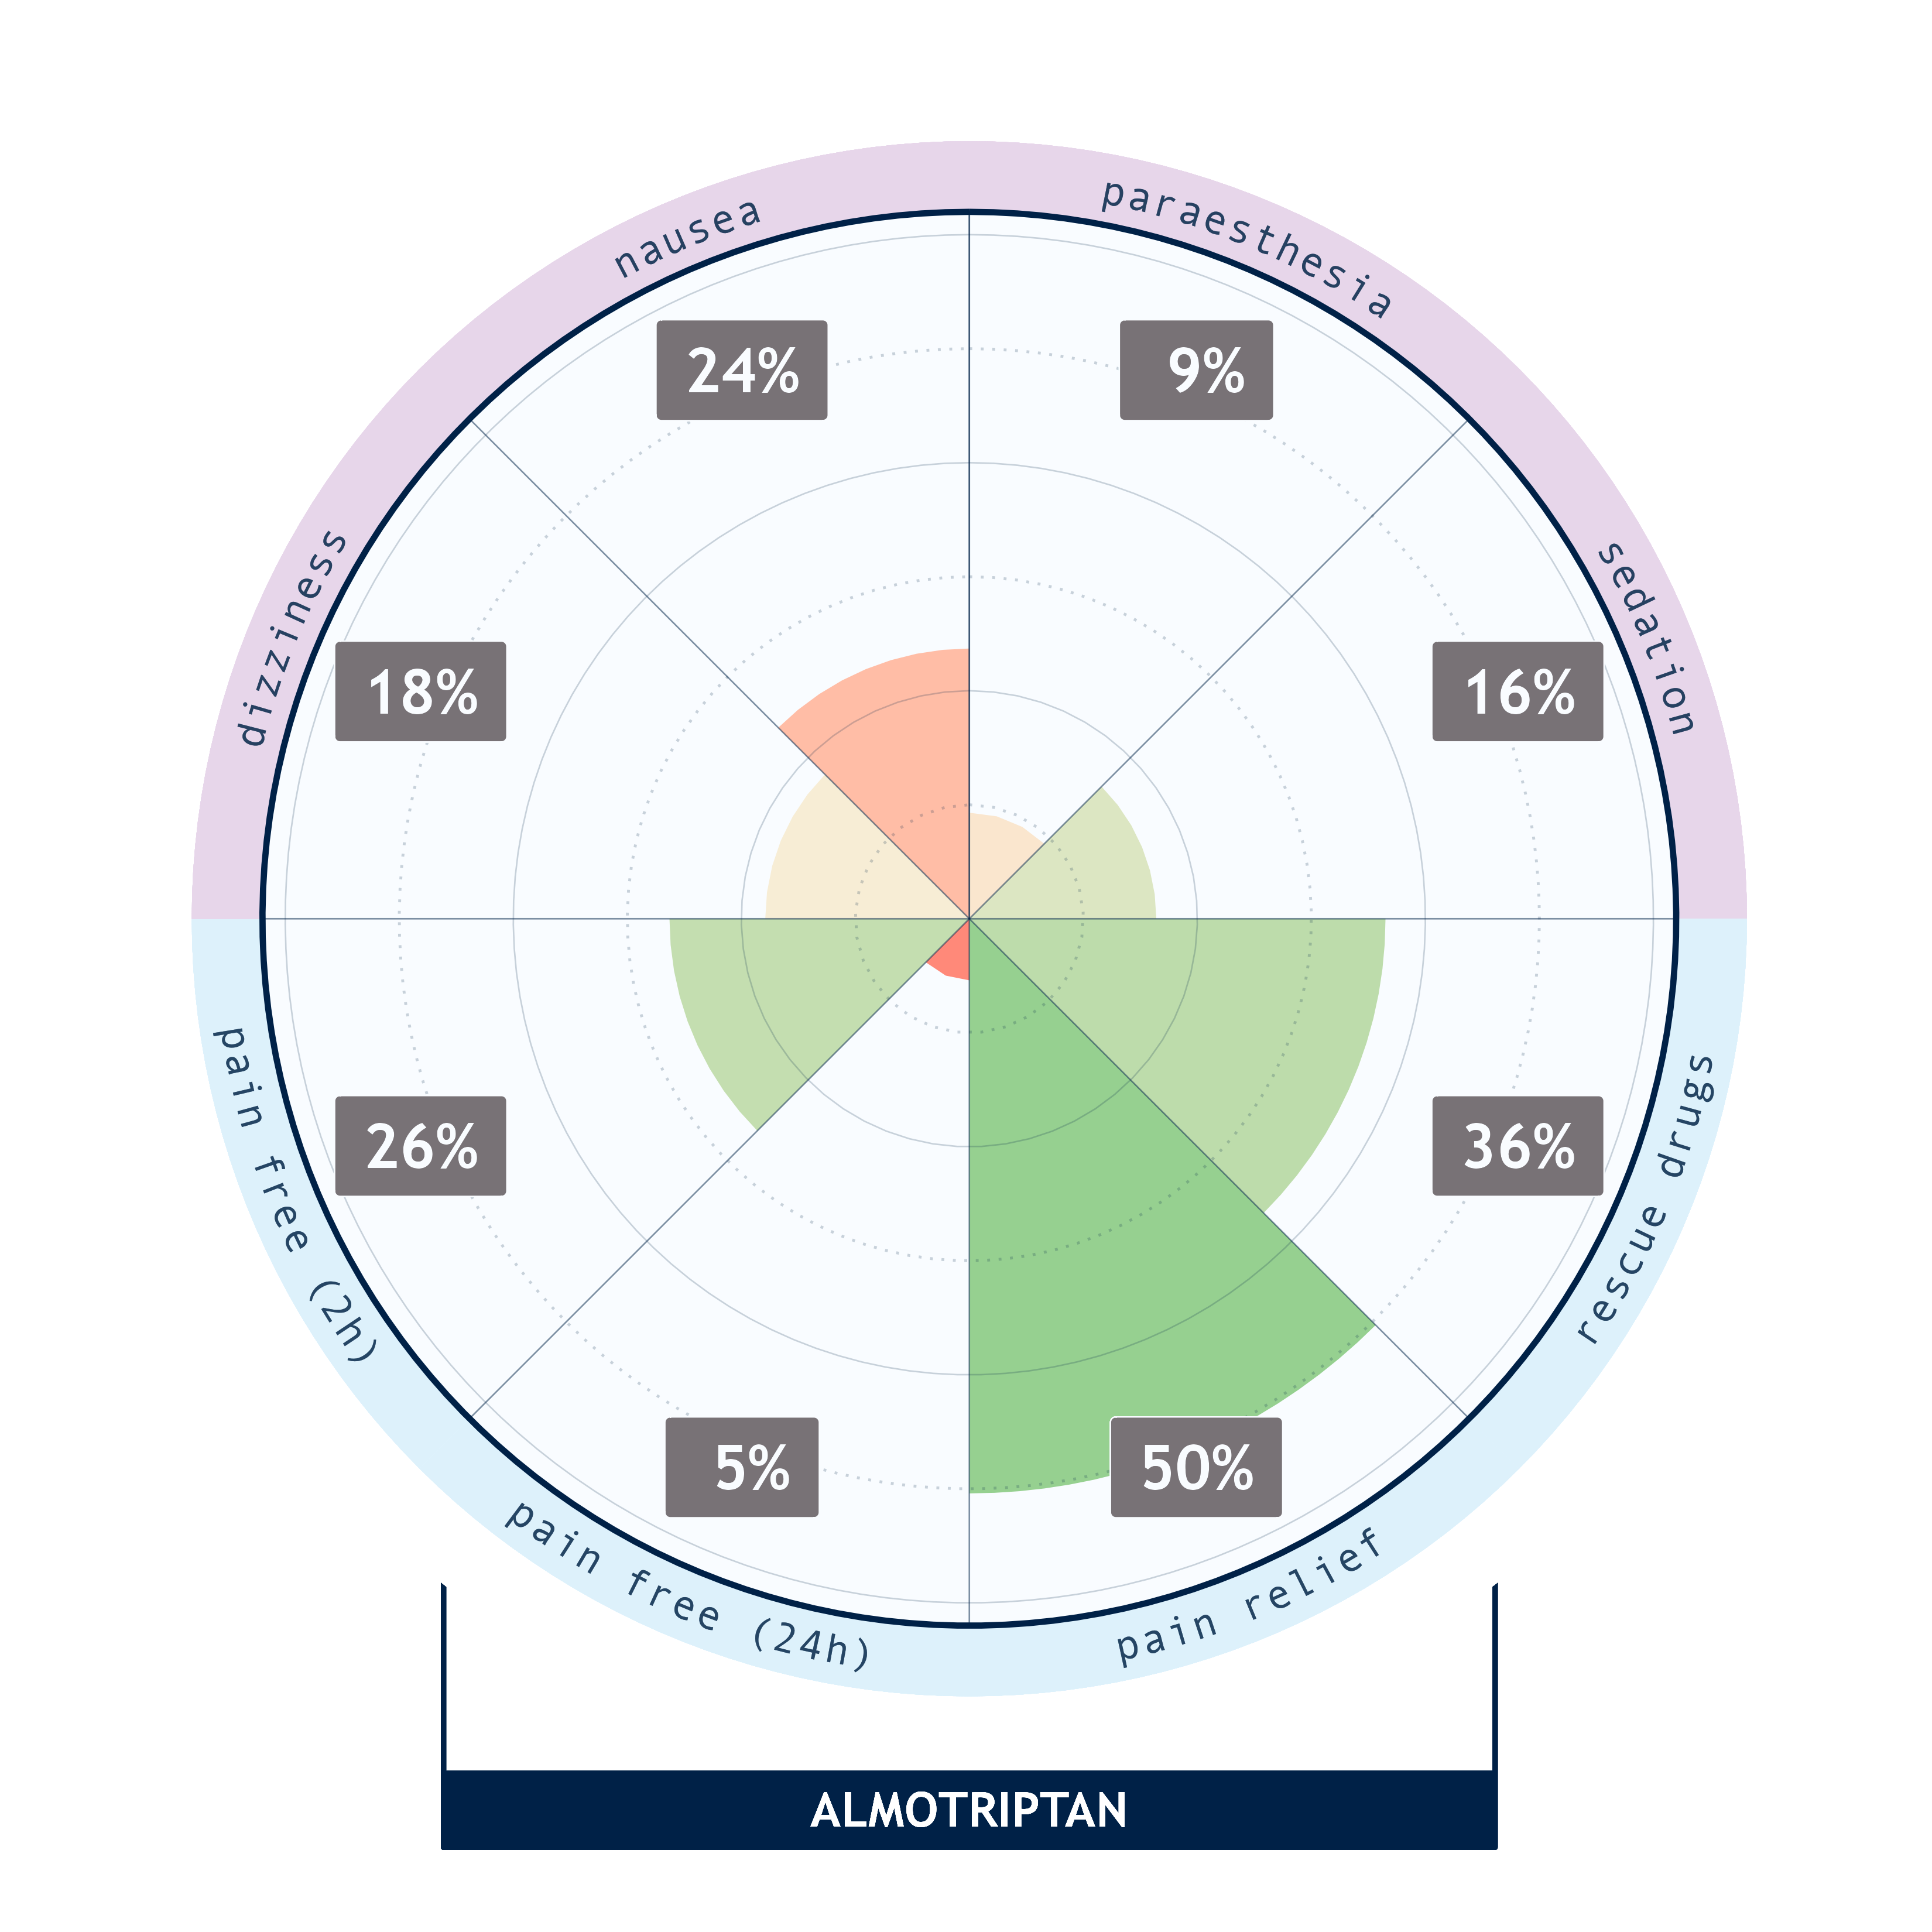 nausea
paraesthesia
24%
9%
dizziness
sedation
18%
16%
pain free (2h)
rescue drugs
26%
36%
5%
50%
pain free (24h)
pain relief
ALMOTRIPTAN